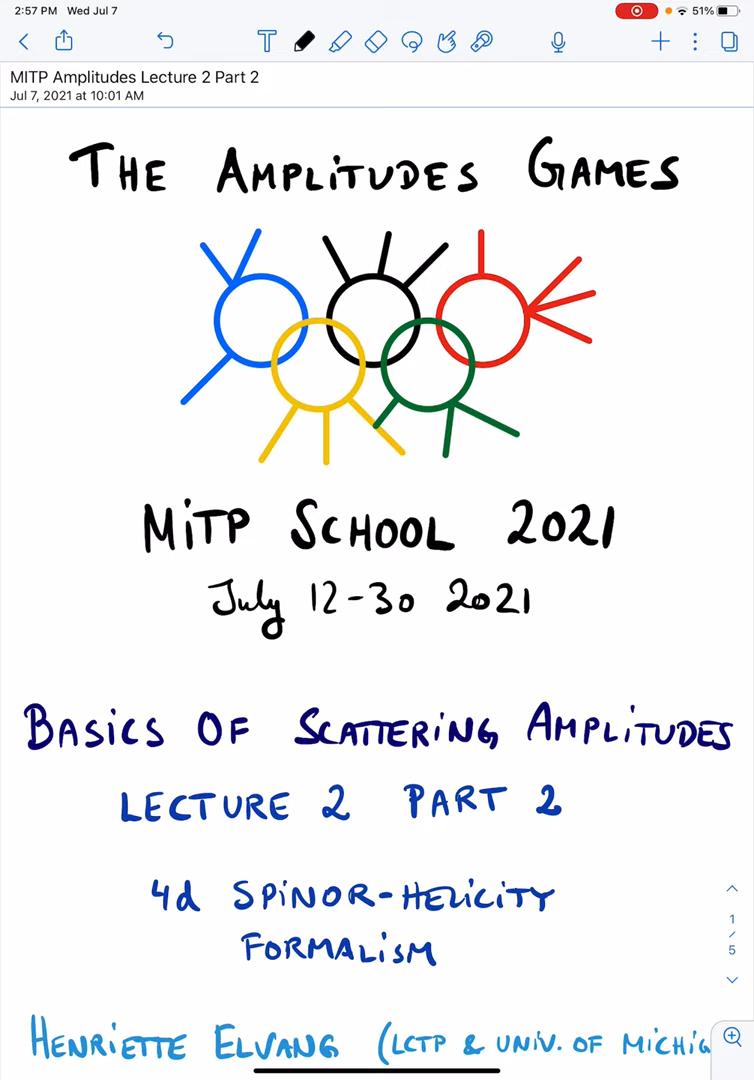 2:57 PM Wed Jul 7
51%
MITP Amplitudes Lecture 2 Part 2
Jul 7, 2021 at 10:01 AM
THE AMPLITUDES GAMES
MITP SCHOOL 2021
July 12-30 2021
BASICS OF SCATTERING AMPLITUDES
LECTURE 2 PART 2
4d SPINOR-HELICITY
FORMALISM
1
/
5
HENRIETTE ELVANG (LCTP & UNIV. OF MICHIG